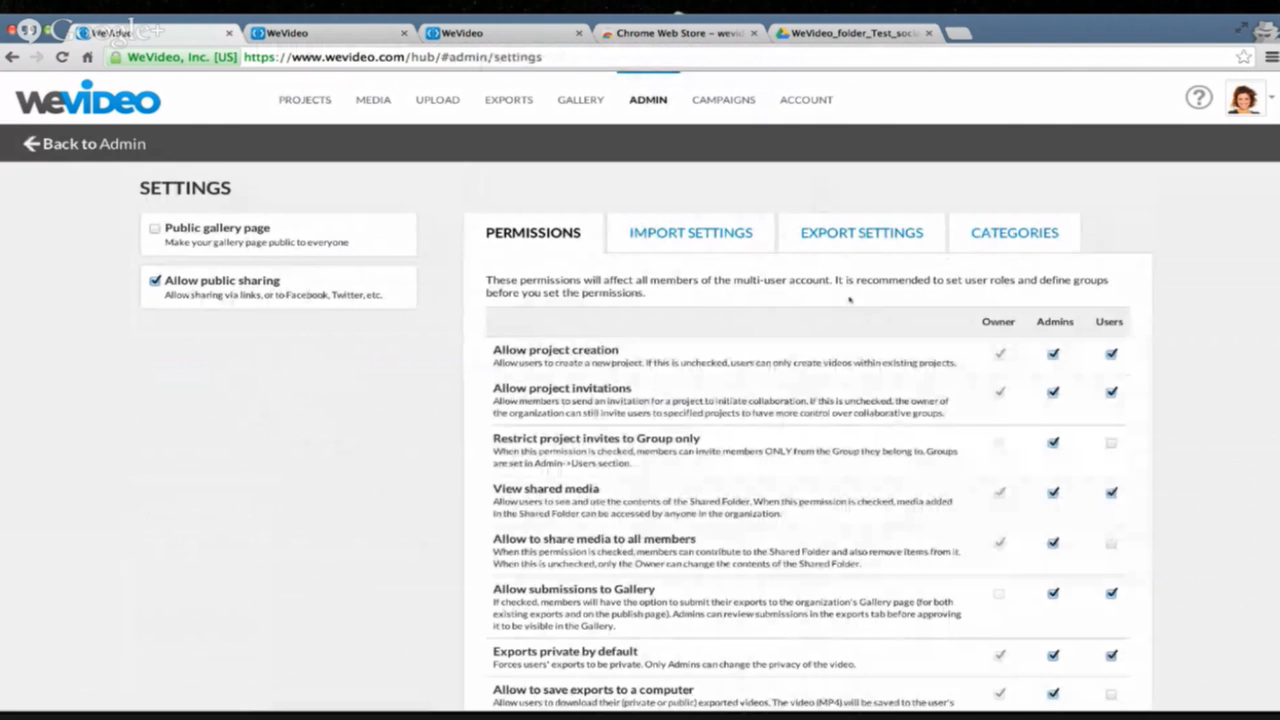 Google+
WeVideo
WeVideo
WeVideo
Chrome Web Store – wevid
WeVideo_folder_Test_soci
WeVideo, Inc. [US] https://www.wevideo.com/hub/#admin/settings
WEVIDEO
PROJECTS MEDIA UPLOAD EXPORTS GALLERY ADMIN CAMPAIGNS ACCOUNT
?
Back to Admin
SETTINGS
Public gallery page
Make your gallery page public to everyone
Allow public sharing
Allow sharing via links, or to Facebook, Twitter, etc.
PERMISSIONS IMPORT SETTINGS EXPORT SETTINGS CATEGORIES
These permissions will affect all members of the multi-user account. It is recommended to set user roles and define groups
before you set the permissions.
Owner Admins Users
Allow project creation
Allow users to create a new project. If this is unchecked, users can only create videos within existing projects.
Allow project invitations
Allow members to send an invitation for a project to initiate collaboration. If this is unchecked, the owner of
the organization can still invite users to specified projects to have more control over collaborative groups.
Restrict project invites to Group only
When this permission is checked, members can invite members ONLY from the Group they belong to. Groups
are set in Admin->Users section.
View shared media
Allow users to see and use the contents of the Shared Folder. When this permission is checked, media added
in the Shared Folder can be accessed by anyone in the organization.
Allow to share media to all members
When this permission is checked, members can contribute to the Shared Folder and also remove items from it.
When this is unchecked, only the Owner can change the contents of the Shared Folder.
Allow submissions to Gallery
If checked, members will have the option to submit their exports to the organization's Gallery page (for both
existing exports and on the publish page). Admins can review submissions in the exports tab before approving
it to be visible in the Gallery.
Exports private by default
Forces users' exports to be private. Only Admins can change the privacy of the video.
Allow to save exports to a computer
Allow users to download their (private or public) exported videos. The video (MP4) will be saved to the user's